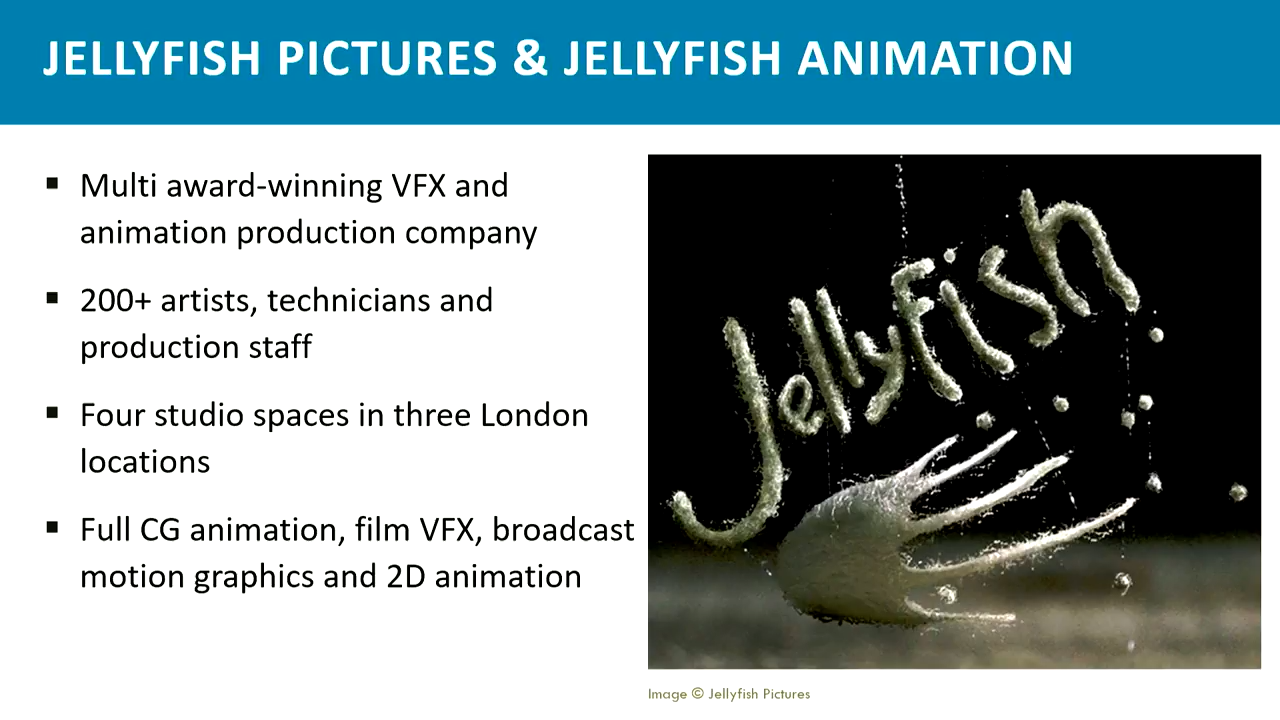 JELLYFISH PICTURES & JELLYFISH ANIMATION
▪ Multi award-winning VFX and
animation production company
▪ 200+ artists, technicians and
production staff
▪ Four studio spaces in three London
locations
▪ Full CG animation, film VFX, broadcast
motion graphics and 2D animation
Jellyfish
Image © Jellyfish Pictures